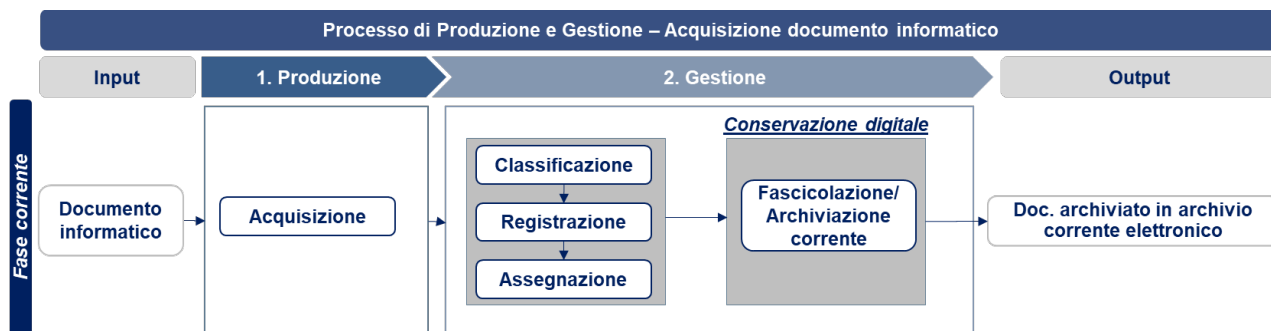 Processo di Produzione e Gestione – Acquisizione documento informatico
Input
1. Produzione
2. Gestione
Output
Fase corrente
Documento
informatico
Acquisizione
Classificazione
Registrazione
Assegnazione
Conservazione digitale
Fascicolazione/
Archiviazione
corrente
Doc. archiviato in archivio
corrente elettronico